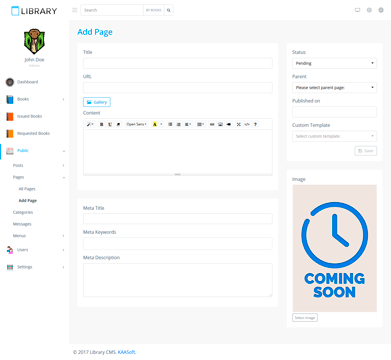 LIBRARY
Search
BY BOOKS
John Doe
Dashboard
Books
Issued Books
Requested Books
Public
Posts
Pages
All Pages
Add Page
Categories
Messages
Menus
Users
Settings
Add Page
Title
URL
Gallery
Content
Open Sans
Meta Title
Meta Keywords
Meta Description
Status
Pending
Parent
Please select parent page
Published on
Custom Template
Select custom template
Save
Image
COMING
SOON
Select image
© 2017 Library CMS. KAASoft.